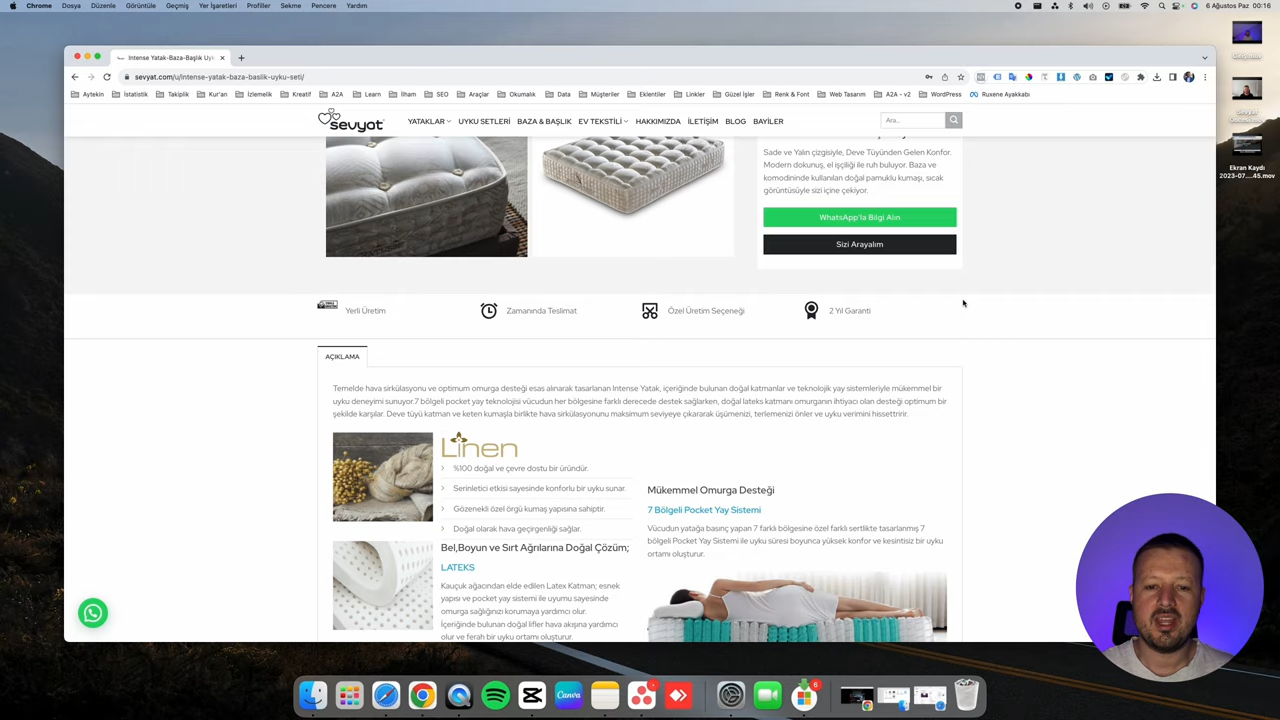 Chrome Dosya Düzenle Görüntüle Geçmiş Yer İşaretleri Profiller Sekme Pencere Yardım
6 Ağustos Paz 00:16
Intense Yatak-Baza-Başlık Uyk
sevyat.com/u/intense-yatak-baza-baslik-uyku-seti/
Aytekin İstatistik Takiplik Kur'an İzlemelik Kreatif A2A Learn İlham SEO Araçlar Okumalık Data Müşteriler Eklentiler Linkler Güzel İşler Renk & Font Web Tasarım A2A - v2 WordPress Ruxene Ayakkabı
sevyat
YATAKLAR UYKU SETLERİ BAZA & BAŞLIK EV TEKSTİLİ HAKKIMIZDA İLETİŞİM BLOG BAYİLER
Ara...
Sade ve Yalın çizgisiyle, Deve Tüyünden Gelen Konfor.
Modern dokunuş, el işçiliği ile ruh buluyor. Baza ve
komodininde kullanılan doğal pamuklu kumaşı, sıcak
görüntüsüyle sizi içine çekiyor.
WhatsApp'la Bilgi Alın
Sizi Arayalım
Yerli Üretim
Zamanında Teslimat
Özel Üretim Seçeneği
2 Yıl Garanti
AÇIKLAMA
Temelde hava sirkülasyonu ve optimum omurga desteği esas alınarak tasarlanan Intense Yatak, içeriğinde bulunan doğal katmanlar ve teknolojik yay sistemleriyle mükemmel bir
uyku deneyimi sunuyor.7 bölgeli pocket yay teknolojisi vücudun her bölgesine farklı derecede destek sağlarken, doğal lateks katmanı omurganın ihtiyacı olan desteği optimum bir
şekilde karşılar. Deve tüyü katman ve keten kumaşla birlikte hava sirkülasyonunu maksimum seviyeye çıkararak üşümenizi, terlemenizi önler ve uyku verimini hissettirir.
Linen
%100 doğal ve çevre dostu bir üründür.
Serinletici etkisi sayesinde konforlu bir uyku sunar.
Gözenekli özel örgü kumaş yapısına sahiptir.
Doğal olarak hava geçirgenliği sağlar.
Bel,Boyun ve Sırt Ağrılarına Doğal Çözüm;
LATEKS
Kauçuk ağacından elde edilen Latex Katman; esnek
yapısı ve pocket yay sistemi ile uyumu sayesinde
omurga sağlığınızı korumaya yardımcı olur.
İçeriğinde bulunan doğal lifler hava akışına yardımcı
olur ve ferah bir uyku ortamı oluşturur.
Mükemmel Omurga Desteği
7 Bölgeli Pocket Yay Sistemi
Vücudun yatağa basınç yapan 7 farklı bölgesine özel farklı sertlikte tasarlanmış 7
bölgeli Pocket Yay Sistemi ile uyku süresi boyunca yüksek konfor ve kesintisiz bir uyku
ortamı oluşturur.
Ekran Kaydı
2023-07....45.mov
Canva
6